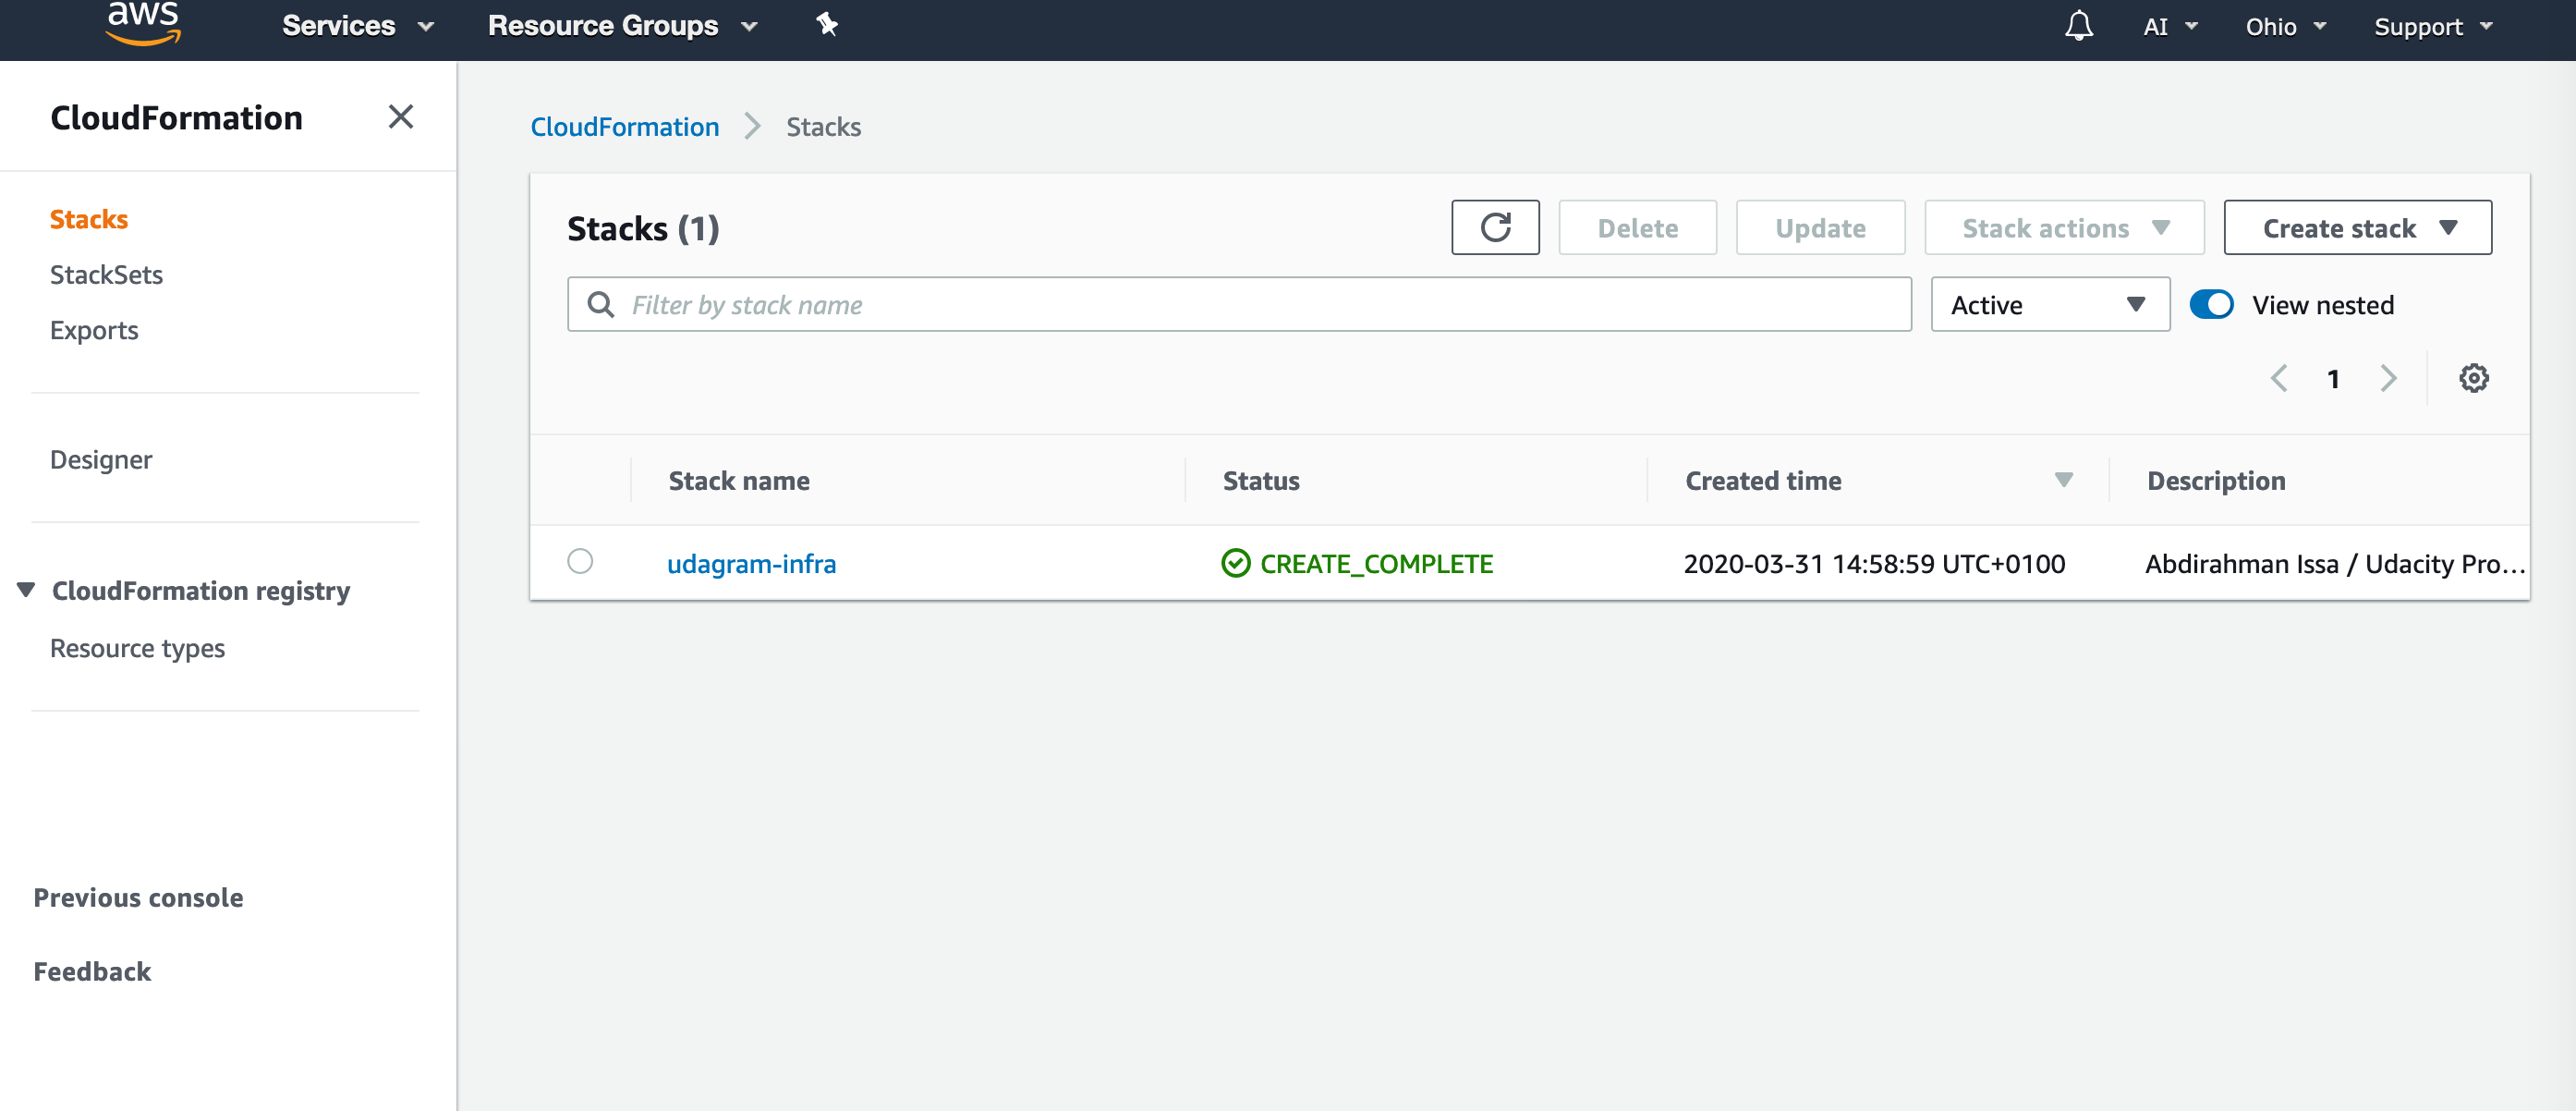 aws Services Resource Groups AI Ohio Support
CloudFormation
Stacks
StackSets
Exports
Designer
CloudFormation registry
Resource types
Previous console
Feedback
CloudFormation Stacks
Stacks (1) Delete Update Stack actions Create stack
Filter by stack name Active View nested
1
Stack name Status Created time Description
udagram-infra CREATE_COMPLETE 2020-03-31 14:58:59 UTC+0100 Abdirahman Issa / Udacity Pro...